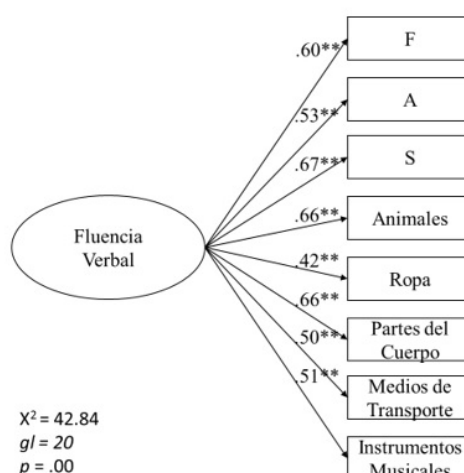 .60**
F
.53**
A
.67**
S
.66**
Animales
Fluencia
Verbal
.42**
Ropa
.66**
Partes del
Cuerpo
.50**
Medios de
Transporte
.51**
Instrumentos
Musicales
X² = 42.84
gl = 20
p = .00